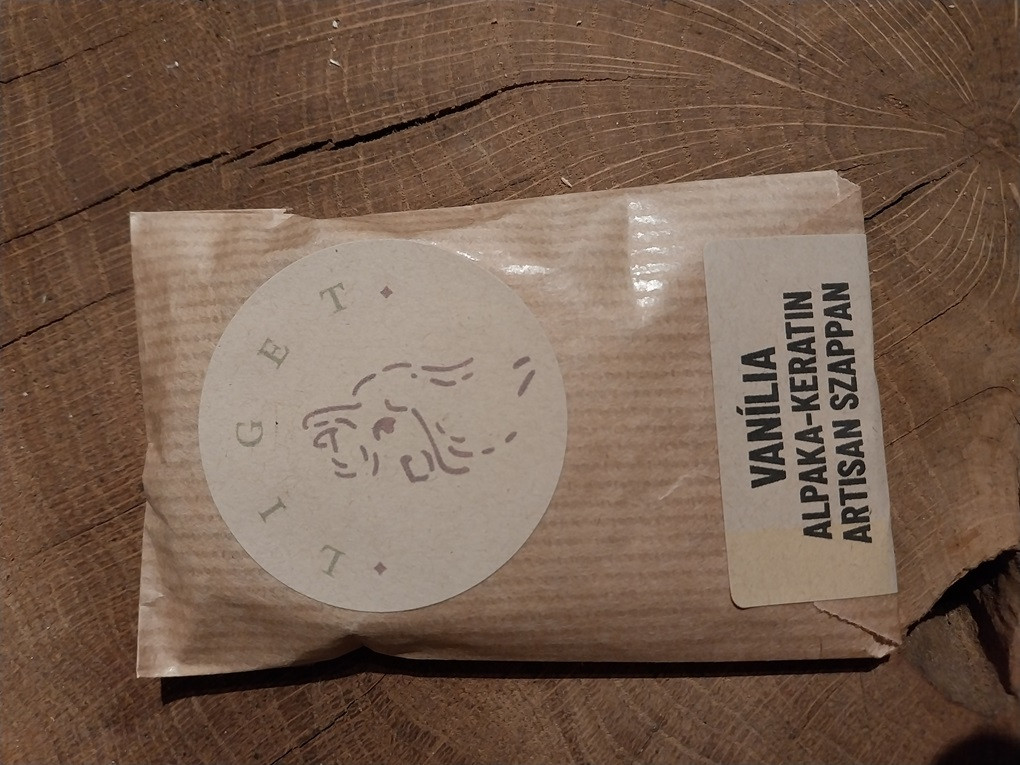 LIGET
VANÍLIA
ALPAKA-KERATIN
ARTISAN SZAPPAN